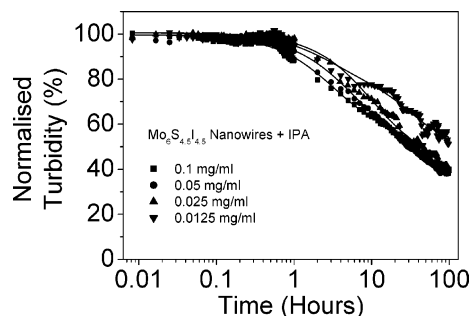 Normalised
Turbidity (%)
100
80
60
40
20
0
Mo6S4.5I4.5 Nanowires + IPA
0.1 mg/ml
0.05 mg/ml
0.025 mg/ml
0.0125 mg/ml
0.01
0.1
1
10
100
Time (Hours)